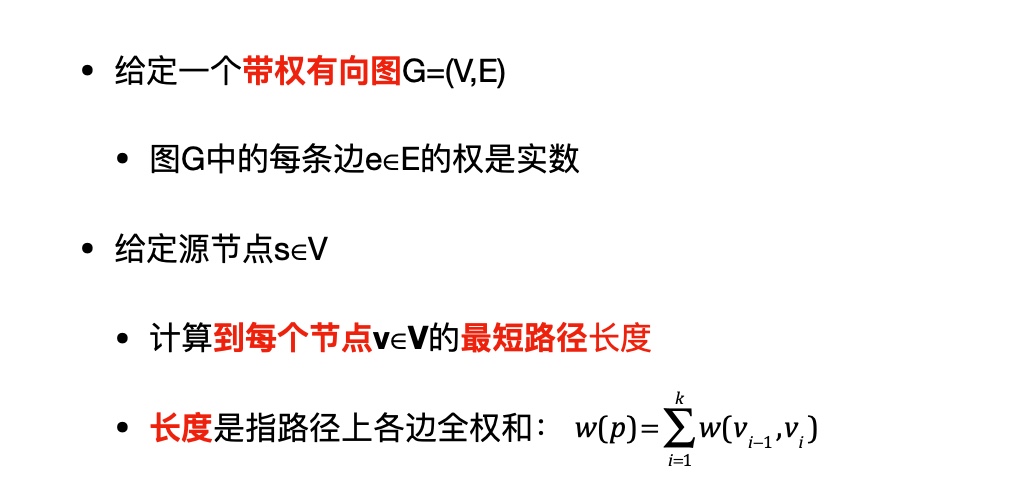 • 给定一个带权有向图G=(V,E)
• 图G中的每条边e∈E的权是实数
• 给定源节点s∈V
• 计算到每个节点v∈V的最短路径长度
• 长度是指路径上各边全权和： w(p)=∑_{i=1}^{k} w(v_{i−1},v_i)